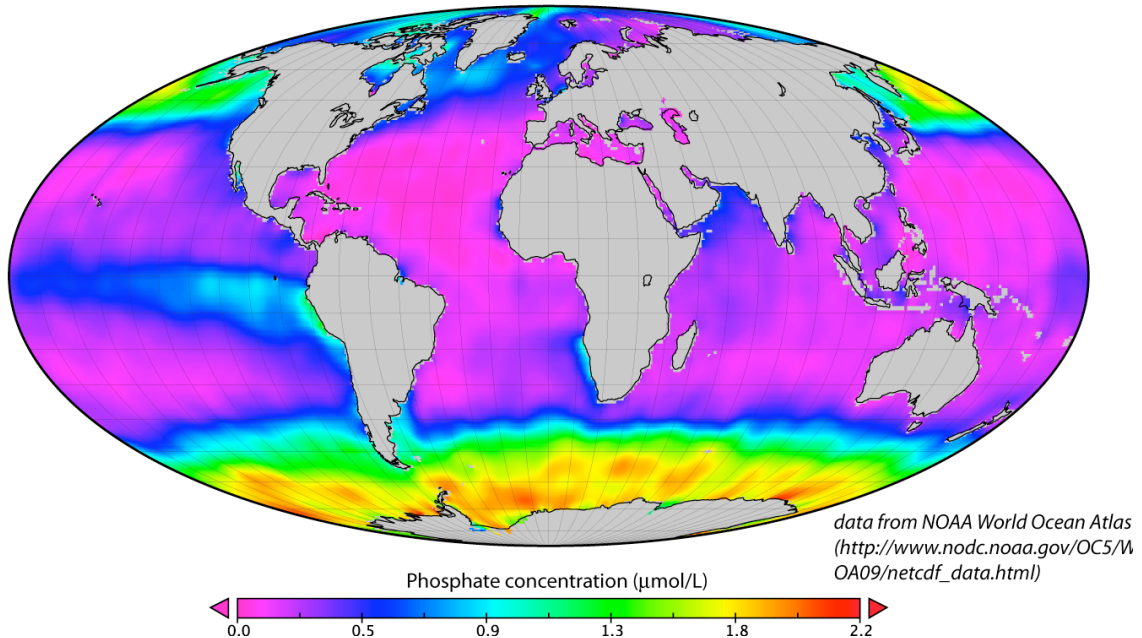 data from NOAA World Ocean Atlas
(http://www.nodc.noaa.gov/OC5/W
OA09/netcdf_data.html)
Phosphate concentration (μmol/L)
0.0 0.5 0.9 1.3 1.8 2.2